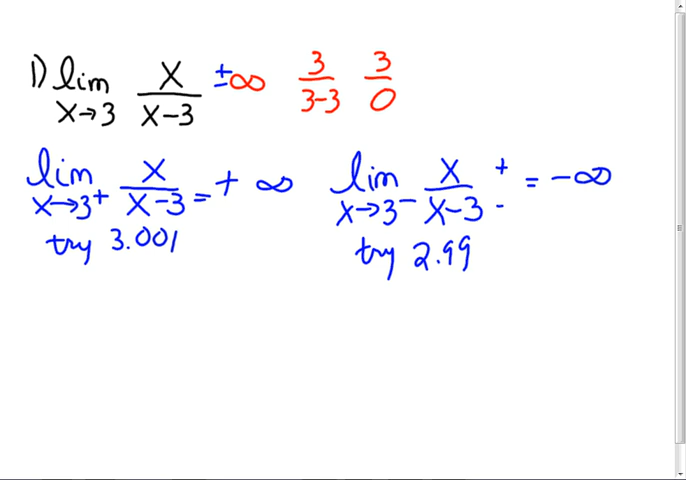 1) lim x→3 x/(x-3) ±∞ 3/(3-3) 3/0
lim x→3⁺ x/(x-3) = + ∞ lim x→3⁻ x/(x-3) +/- = -∞
try 3.001 try 2.99